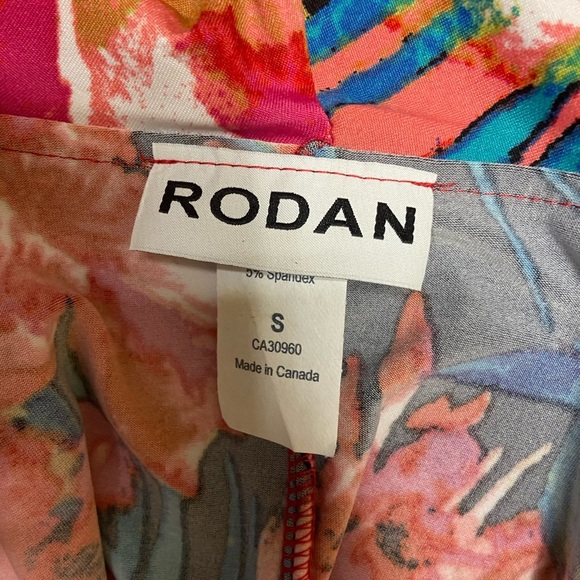 RODAN
5% Spandex
S
CA30960
Made in Canada